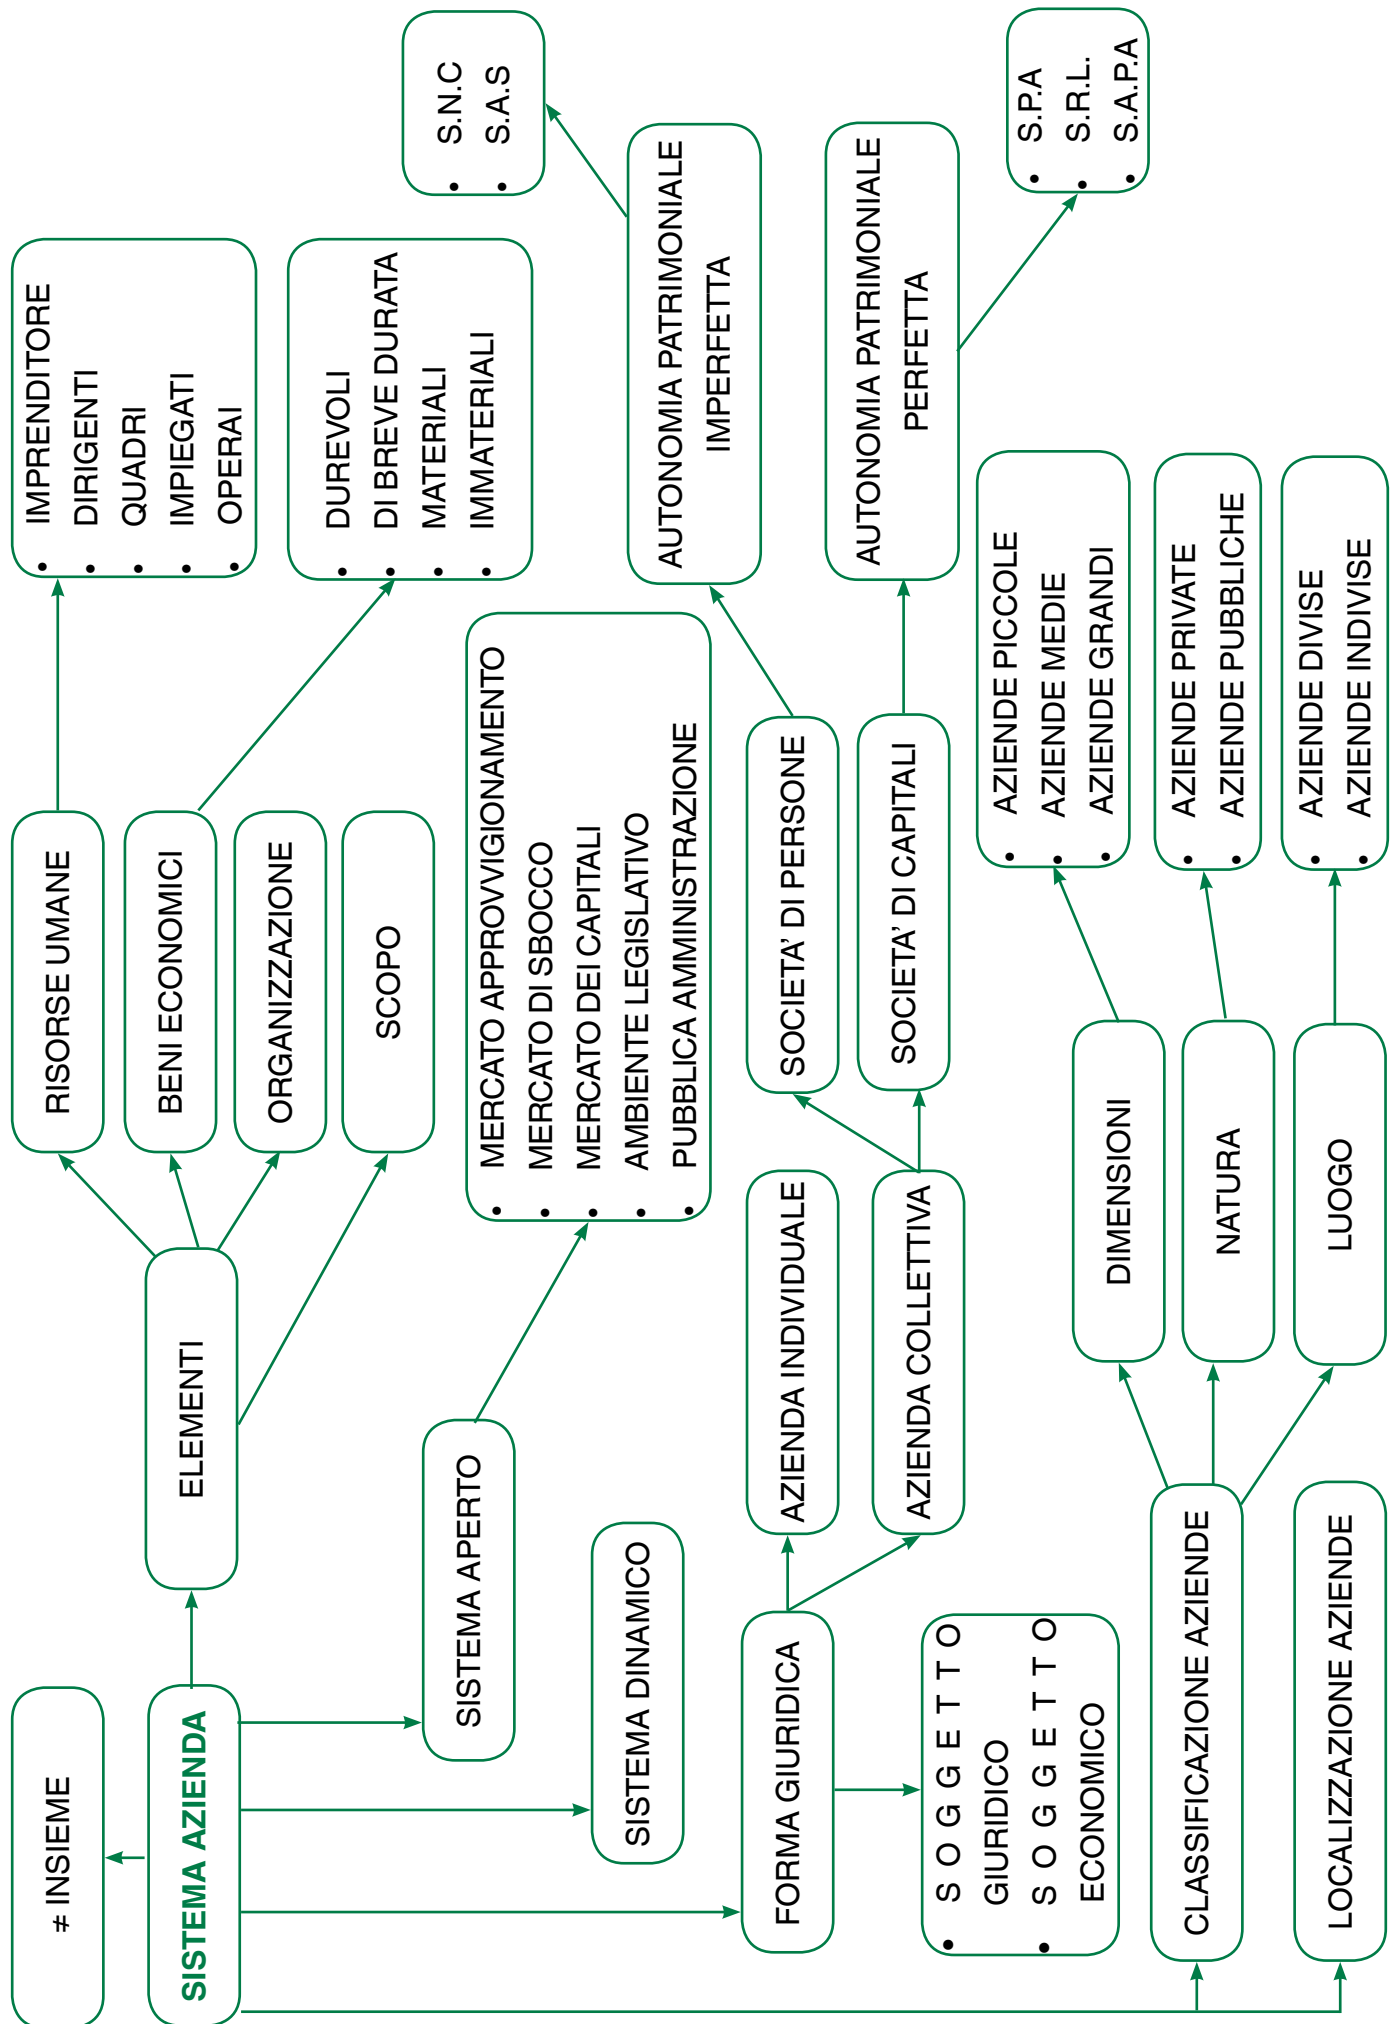 ≠ INSIEME
SISTEMA AZIENDA
ELEMENTI
RISORSE UMANE
• IMPRENDITORE
• DIRIGENTI
• QUADRI
• IMPIEGATI
• OPERAI
BENI ECONOMICI
• DUREVOLI
• DI BREVE DURATA
• MATERIALI
• IMMATERIALI
ORGANIZZAZIONE
SCOPO
SISTEMA APERTO
• MERCATO APPROVVIGIONAMENTO
• MERCATO DI SBOCCO
• MERCATO DEI CAPITALI
• AMBIENTE LEGISLATIVO
• PUBBLICA AMMINISTRAZIONE
SISTEMA DINAMICO
FORMA GIURIDICA
• SOGGETTO
GIURIDICO
• SOGGETTO
ECONOMICO
AZIENDA INDIVIDUALE
AZIENDA COLLETTIVA
SOCIETA' DI PERSONE
AUTONOMIA PATRIMONIALE
IMPERFETTA
• S.N.C
• S.A.S
SOCIETA' DI CAPITALI
AUTONOMIA PATRIMONIALE
PERFETTA
• S.P.A
• S.R.L.
• S.A.P.A
CLASSIFICAZIONE AZIENDE
DIMENSIONI
• AZIENDE PICCOLE
• AZIENDE MEDIE
• AZIENDE GRANDI
NATURA
• AZIENDE PRIVATE
• AZIENDE PUBBLICHE
LUOGO
• AZIENDE DIVISE
• AZIENDE INDIVISE
LOCALIZZAZIONE AZIENDE